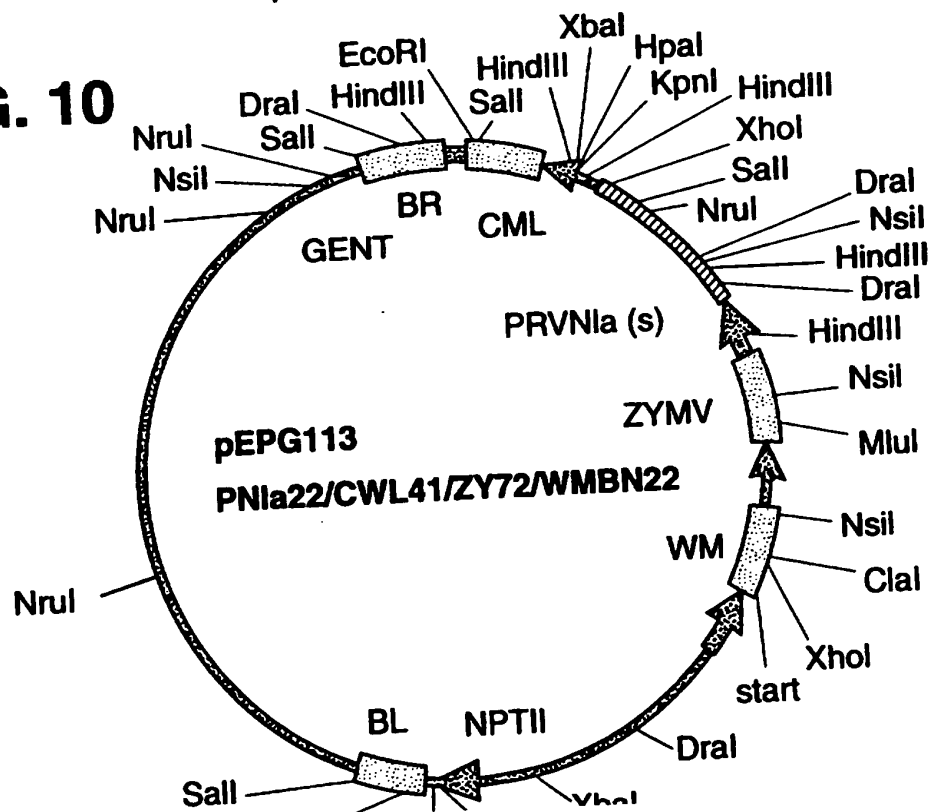 G. 10
XbaI
EcoRI
HpaI
HindIII
KpnI
DraI
HindIII
SalI
HindIII
NruI
SalI
XhoI
NsiI
SalI
DraI
NruI
BR
NruI
NsiI
GENT
CML
HindIII
DraI
PRVNIa (s)
HindIII
NsiI
ZYMV
MluI
pEPG113
PNIa22/CWL41/ZY72/WMBN22
NsiI
WM
ClaI
NruI
XhoI
start
BL
NPTII
DraI
SalI
XbaI